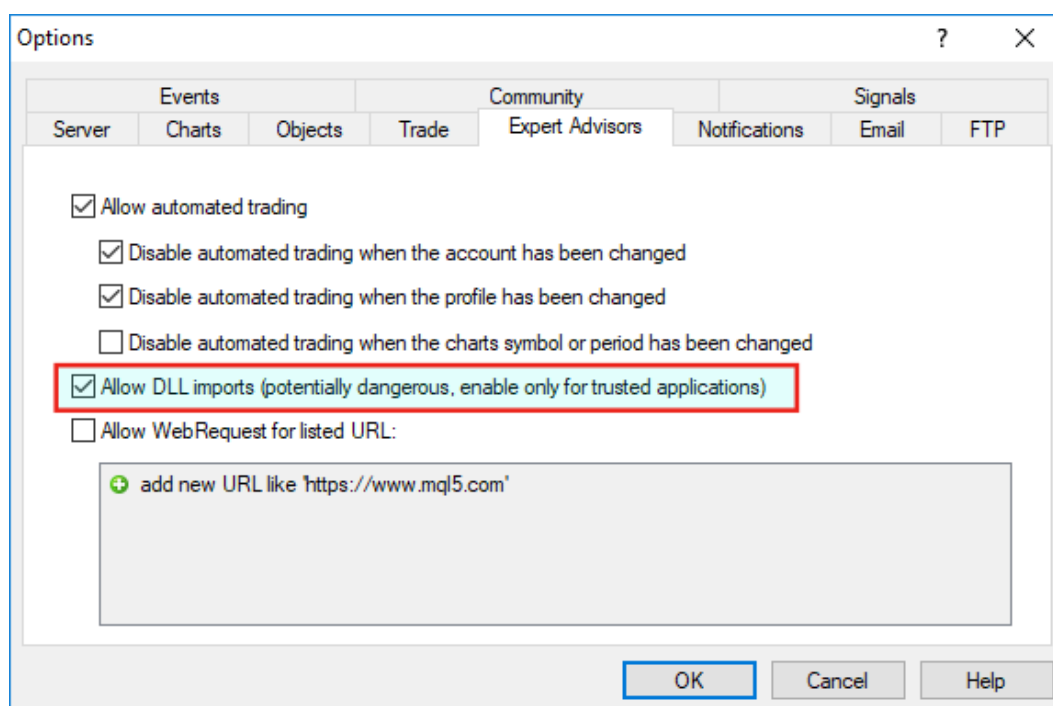 Options
?
Events Community Signals
Server Charts Objects Trade Expert Advisors Notifications Email FTP
Allow automated trading
Disable automated trading when the account has been changed
Disable automated trading when the profile has been changed
Disable automated trading when the charts symbol or period has been changed
Allow DLL imports (potentially dangerous, enable only for trusted applications)
Allow WebRequest for listed URL:
add new URL like 'https://www.mql5.com'
OK Cancel Help